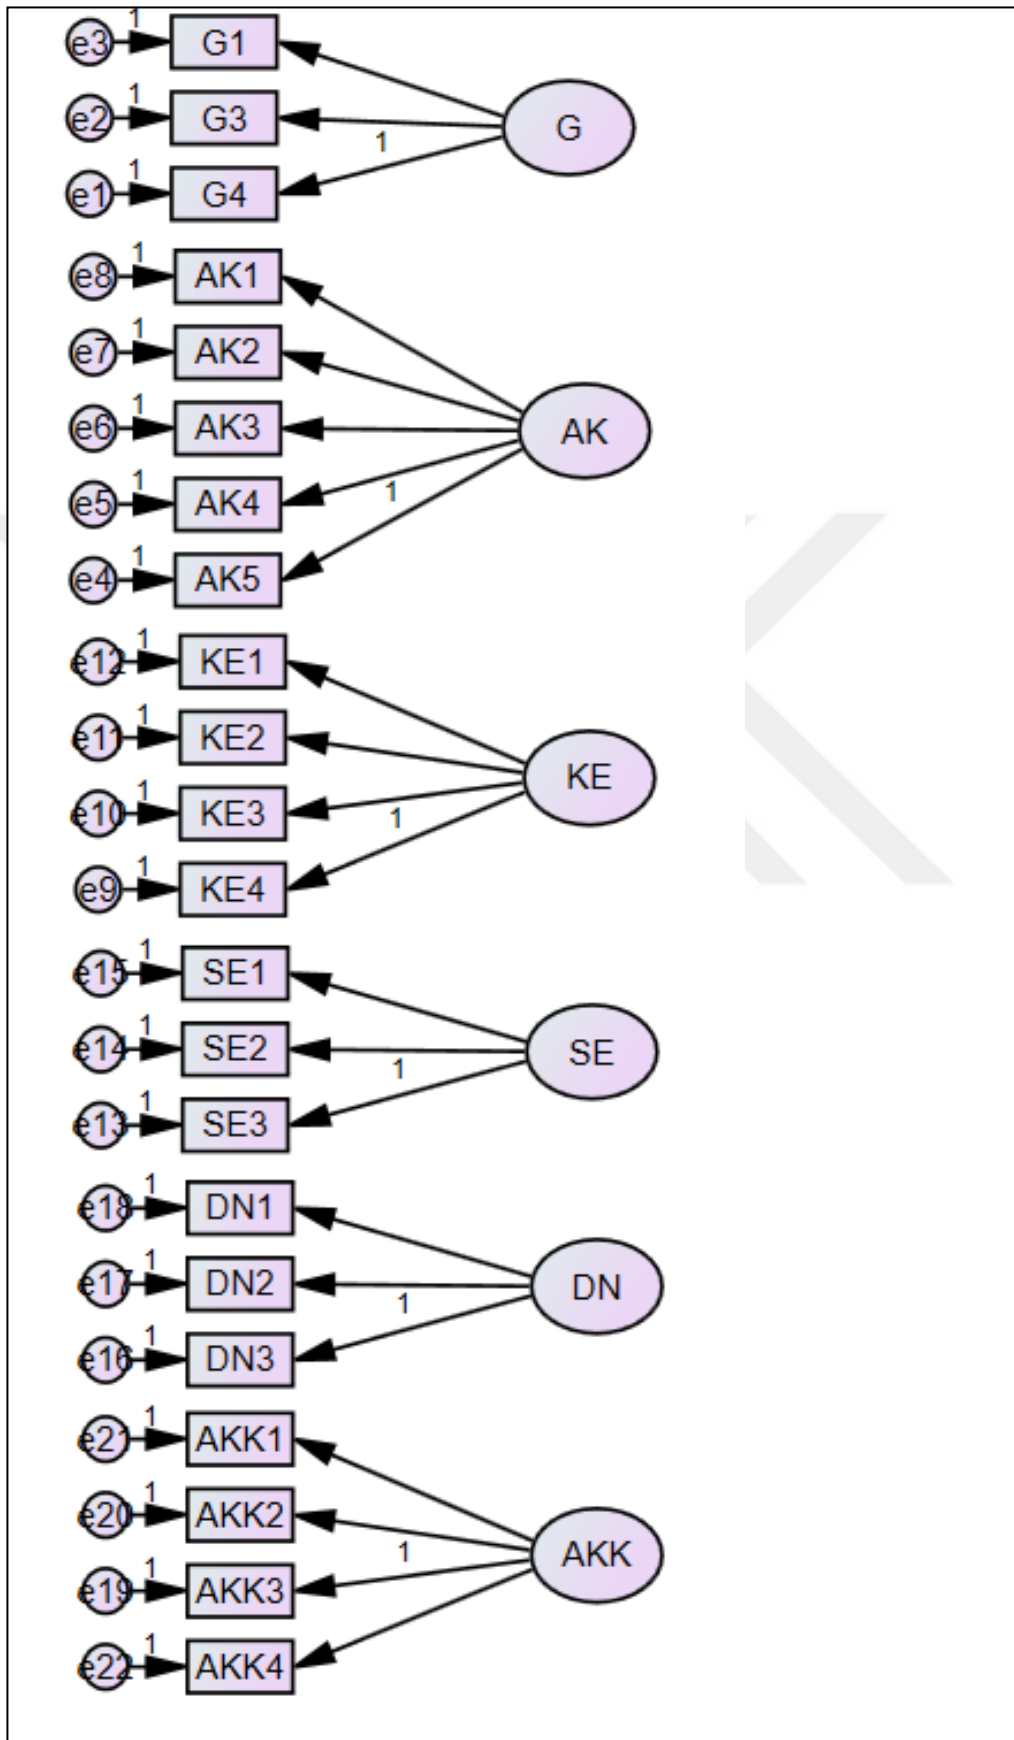 1
e3 G1
1
e2 G3
G
1
1
e1 G4
1
e8 AK1
1
e7 AK2
1
e6 AK3
AK
1
e5 AK4
1
1
e4 AK5
1
e12 KE1
1
e11 KE2
KE
1
e10 KE3
1
1
e9 KE4
1
e15 SE1
1
e14 SE2
SE
1
1
e13 SE3
1
e18 DN1
1
e17 DN2
DN
1
1
e16 DN3
1
e21 AKK1
1
e20 AKK2
AKK
1
1
e19 AKK3
1
e22 AKK4